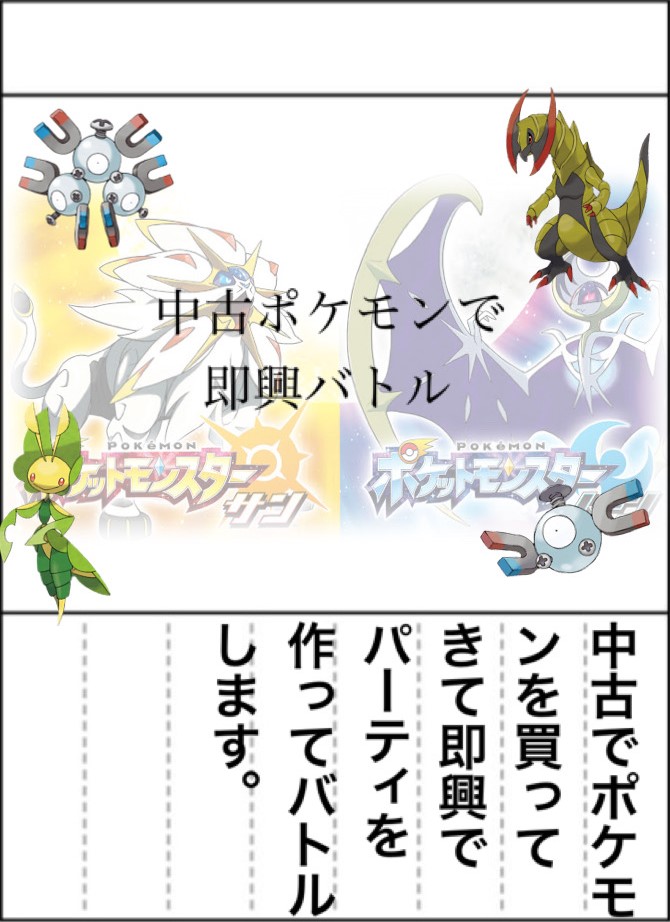 中古ポケモンで
即興バトル
POKéMON
ポケットモンスター
サン
POKéMON
ポケットモンスター
中古でポケモ
ンを買って
きて即興で
パーティを
作ってバトル
します。